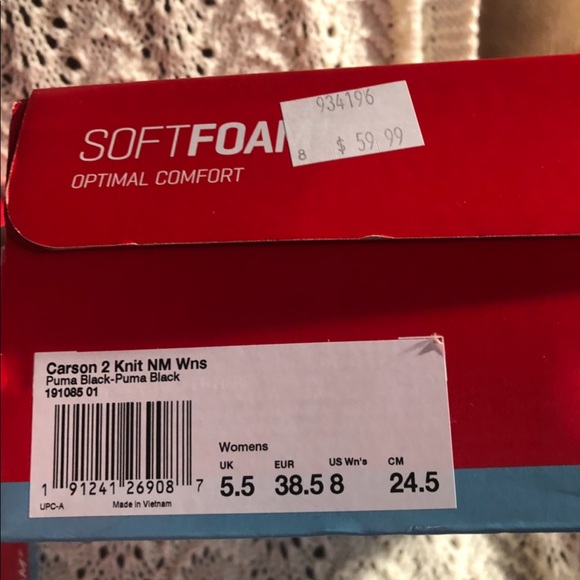 934196
8 $ 59.99
SOFTFOA
OPTIMAL COMFORT
Carson 2 Knit NM Wns
Puma Black-Puma Black
191085 01
1 91241 26908 7
UPC-A Made in Vietnam
Womens
UK EUR US Wn's CM
5.5 38.5 8 24.5